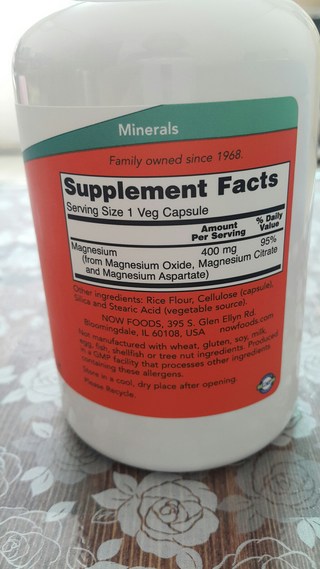 Minerals
Family owned since 1968.
Supplement Facts
Serving Size 1 Veg Capsule
Amount Per Serving
% Daily Value
Magnesium 400 mg 95%
(from Magnesium Oxide, Magnesium Citrate
and Magnesium Aspartate)
Other ingredients: Rice Flour, Cellulose (capsule),
Silica and Stearic Acid (vegetable source).
NOW FOODS, 395 S. Glen Ellyn Rd.
Bloomingdale, IL 60108, USA nowfoods.com
Not manufactured with wheat, gluten, soy, milk,
egg, fish, shellfish or tree nut ingredients. Produced
in a GMP facility that processes other ingredients
containing these allergens.
Store in a cool, dry place after opening.
Please Recycle.